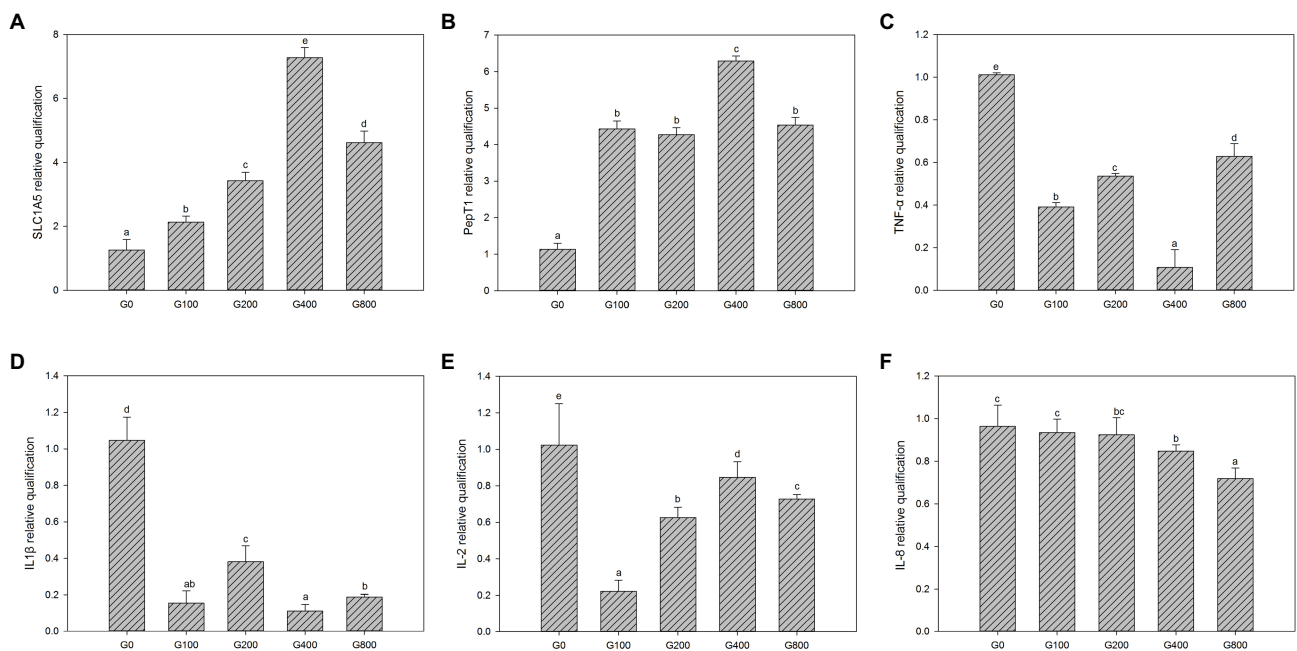 A
SLC1A5 relative qualification
8
6
4
2
0
a
b
c
e
d
G0 G100 G200 G400 G800
B
PepT1 relative qualification
7
6
5
4
3
2
1
0
a
b
b
c
b
G0 G100 G200 G400 G800
C
TNF-α relative qualification
1.2
1.0
0.8
0.6
0.4
0.2
0.0
e
b
c
a
d
G0 G100 G200 G400 G800
D
IL1β relative qualification
1.4
1.2
1.0
0.8
0.6
0.4
0.2
0.0
d
ab
c
a
b
G0 G100 G200 G400 G800
E
IL-2 relative qualification
1.4
1.2
1.0
0.8
0.6
0.4
0.2
0.0
e
a
b
d
c
G0 G100 G200 G400 G800
F
IL-8 relative qualification
1.2
1.0
0.8
0.6
0.4
0.2
0.0
c
c
bc
b
a
G0 G100 G200 G400 G800